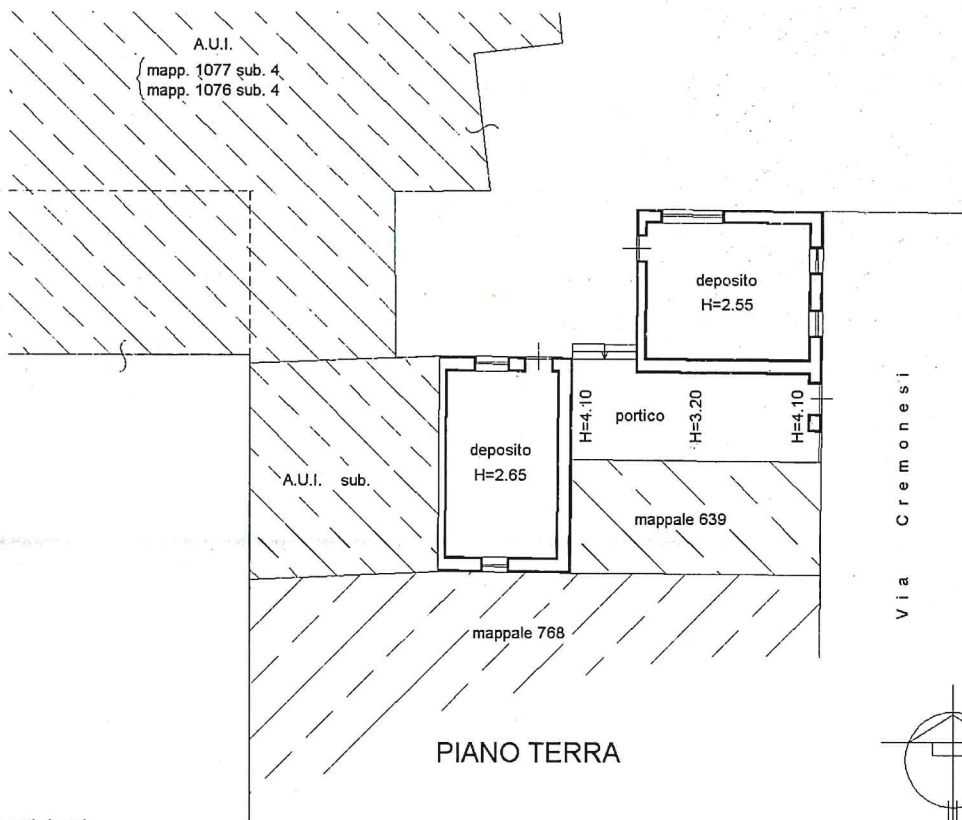 A.U.I.
mapp. 1077 sub. 4
mapp. 1076 sub. 4
deposito
H=2.55
H=4.10
portico
H=3.20
H=4.10
deposito
H=2.65
A.U.I. sub.
mappale 639
Via Cremonesi
mappale 768
PIANO TERRA